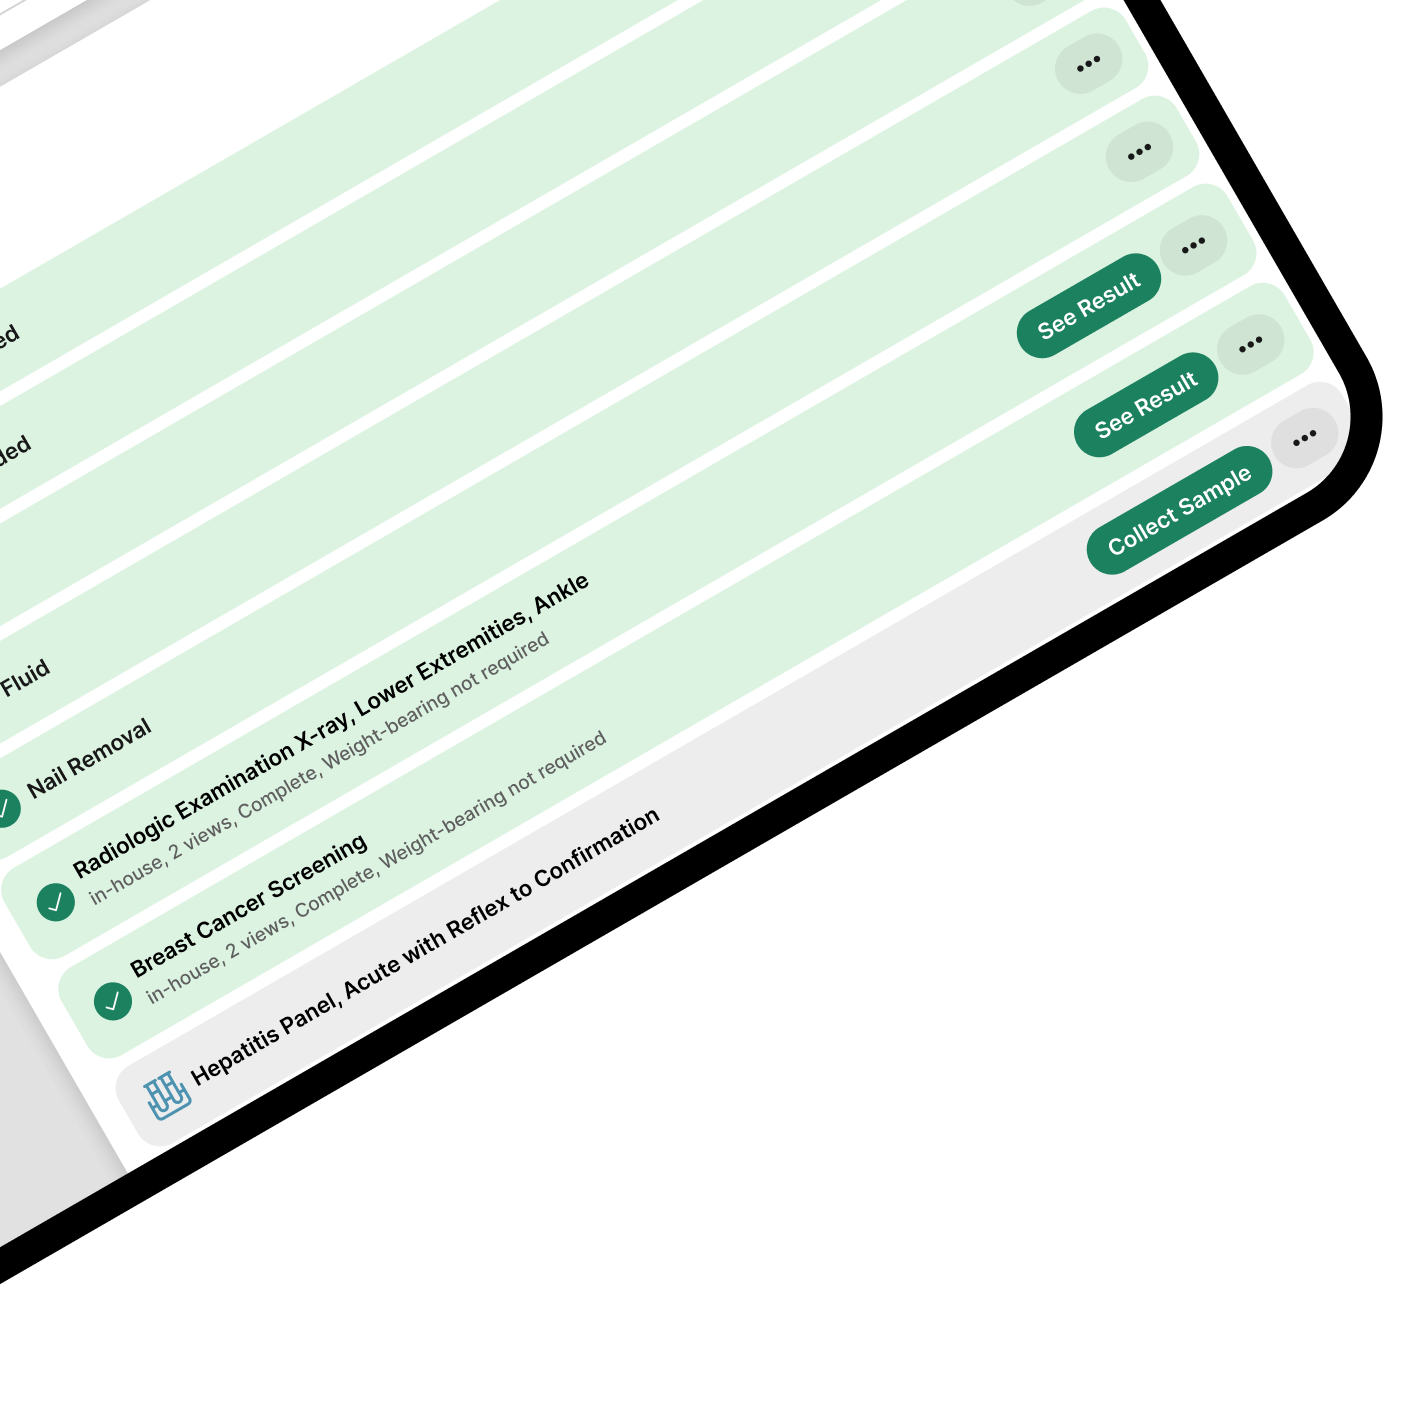 Fluid
Nail Removal
Radiologic Examination X-ray, Lower Extremities, Ankle
in-house, 2 views, Complete, Weight-bearing not required
See Result
Breast Cancer Screening
in-house, 2 views, Complete, Weight-bearing not required
See Result
Hepatitis Panel, Acute with Reflex to Confirmation
Collect Sample